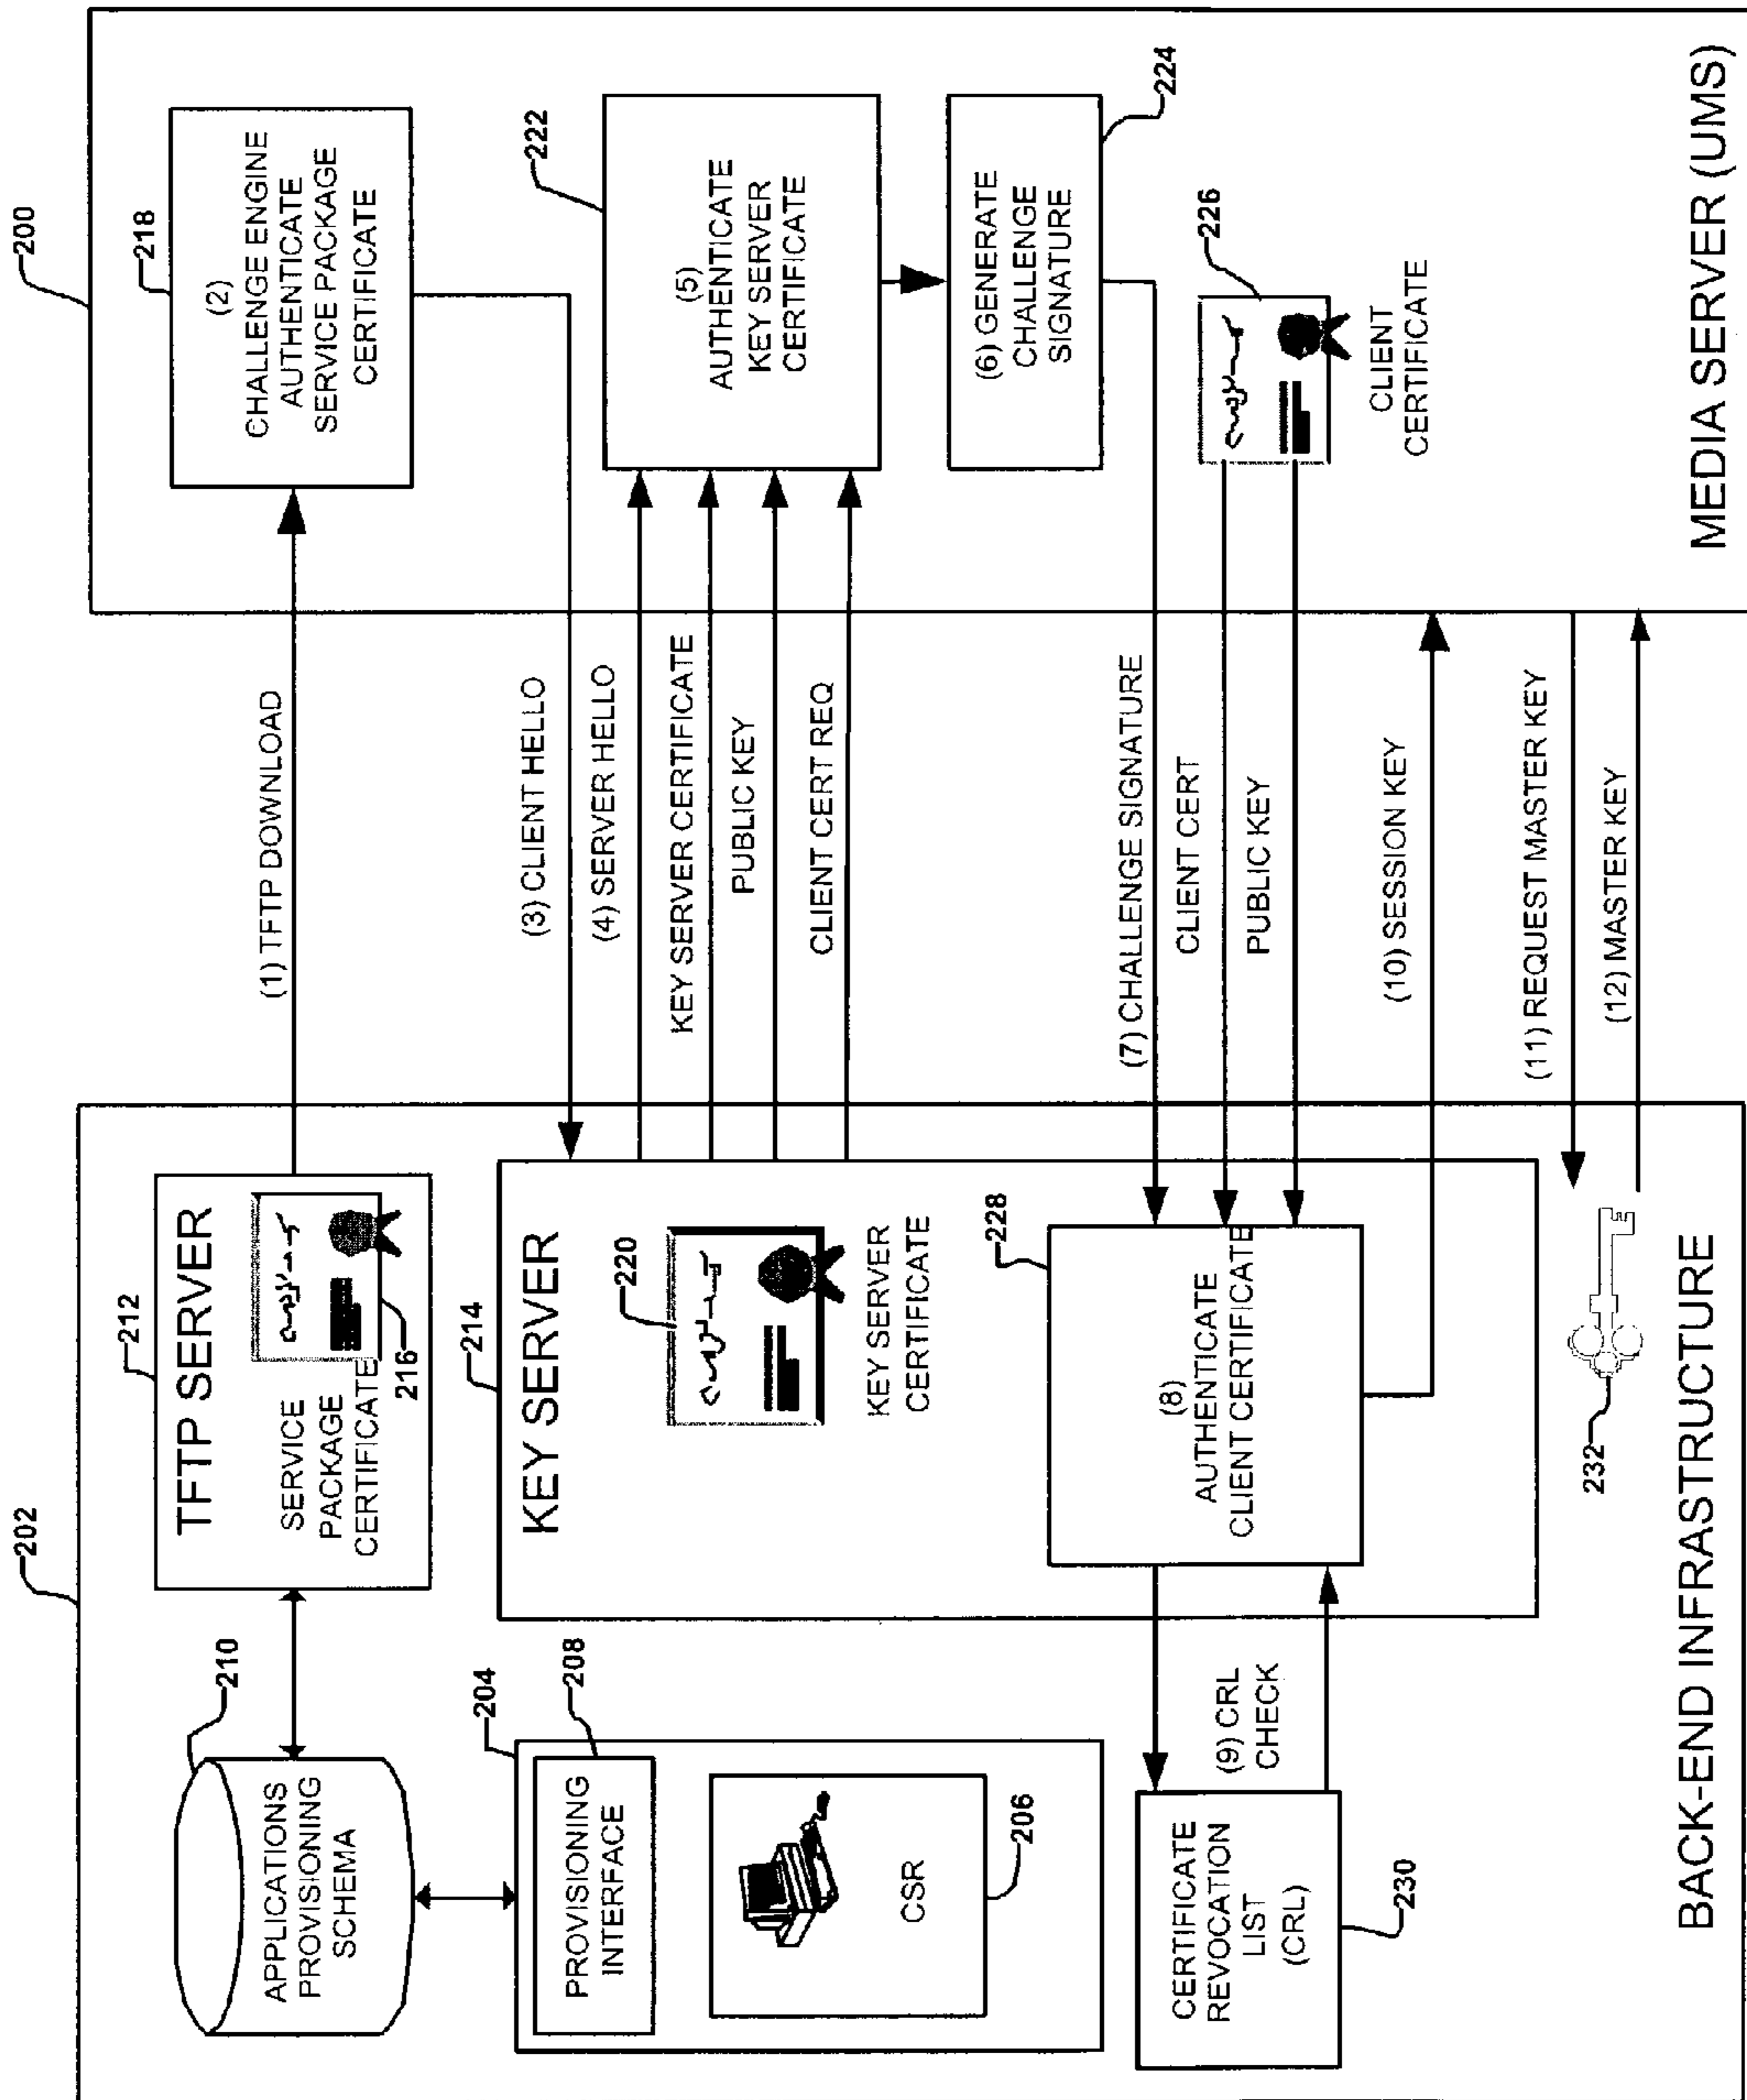 202
200
210
APPLICATIONS
PROVISIONING
SCHEMA
212
TFTP SERVER
SERVICE
PACKAGE
CERTIFICATE
216
(1) TFTP DOWNLOAD
218
(2)
CHALLENGE ENGINE
AUTHENTICATE
SERVICE PACKAGE
CERTIFICATE
204
208
PROVISIONING
INTERFACE
CSR
206
214
KEY SERVER
220
KEY SERVER
CERTIFICATE
(3) CLIENT HELLO
(4) SERVER HELLO
KEY SERVER CERTIFICATE
PUBLIC KEY
CLIENT CERT REQ
222
(5)
AUTHENTICATE
KEY SERVER
CERTIFICATE
(6) GENERATE
CHALLENGE
SIGNATURE
224
228
(8)
AUTHENTICATE
CLIENT CERTIFICATE
(7) CHALLENGE SIGNATURE
CLIENT CERT
PUBLIC KEY
226
CLIENT
CERTIFICATE
CERTIFICATE
REVOCATION
LIST
(CRL)
230
(9) CRL
CHECK
(10) SESSION KEY
(11) REQUEST MASTER KEY
(12) MASTER KEY
232
BACK-END INFRASTRUCTURE
MEDIA SERVER (UMS)